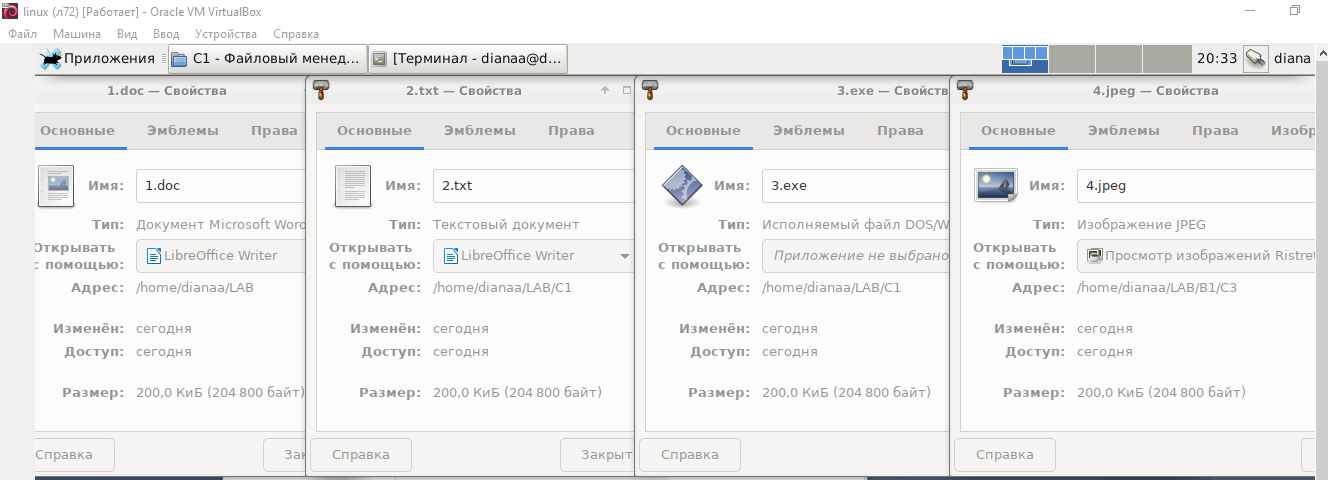 linux (л72) [Работает] - Oracle VM VirtualBox
Файл Машина Вид Ввод Устройства Справка
Приложения C1 - Файловый менед... [Терминал - dianaa@d... 20:33 diana
1.doc — Свойства 2.txt — Свойства 3.exe — Свойств 4.jpeg — Свойства
Основные Эмблемы Права Основные Эмблемы Права Основные Эмблемы Права Основные Эмблемы Права Изобр
Имя: 1.doc Имя: 2.txt Имя: 3.exe Имя: 4.jpeg
Тип: Документ Microsoft Word Тип: Текстовый документ Тип: Исполняемый файл DOS/W Тип: Изображение JPEG
Открывать Открывать Открывать Открывать
с помощью: LibreOffice Writer с помощью: LibreOffice Writer с помощью: Приложение не выбрано с помощью: Просмотр изображений Ristret
Адрес: /home/dianaa/LAB Адрес: /home/dianaa/LAB/C1 Адрес: /home/dianaa/LAB/C1 Адрес: /home/dianaa/LAB/B1/C3
Изменён: сегодня Изменён: сегодня Изменён: сегодня Изменён: сегодня
Доступ: сегодня Доступ: сегодня Доступ: сегодня Доступ: сегодня
Размер: 200,0 КиБ (204 800 байт) Размер: 200,0 КиБ (204 800 байт) Размер: 200,0 КиБ (204 800 байт) Размер: 200,0 КиБ (204 800 байт)
Справка Зак Справка Закрыт Справка Справка